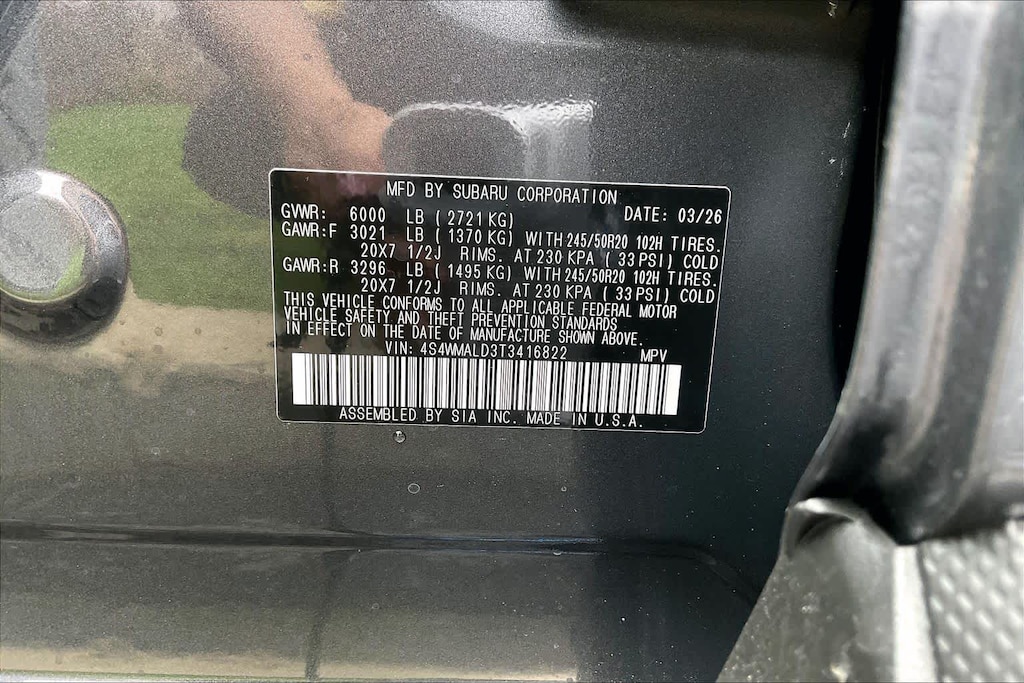 MFD BY SUBARU CORPORATION
GVWR: 6000 LB ( 2721 KG) DATE: 03/26
GAWR:F 3021 LB ( 1370 KG) WITH 245/50R20 102H TIRES.
20X7 1/2J RIMS. AT 230 KPA ( 33 PSI) COLD
GAWR:R 3296 LB ( 1495 KG) WITH 245/50R20 102H TIRES.
20X7 1/2J RIMS. AT 230 KPA ( 33 PSI) COLD
THIS VEHICLE CONFORMS TO ALL APPLICABLE FEDERAL MOTOR
VEHICLE SAFETY AND THEFT PREVENTION STANDARDS
IN EFFECT ON THE DATE OF MANUFACTURE SHOWN ABOVE.
VIN: 4S4WMALD3T3416822 MPV
ASSEMBLED BY SIA INC. MADE IN U.S.A.